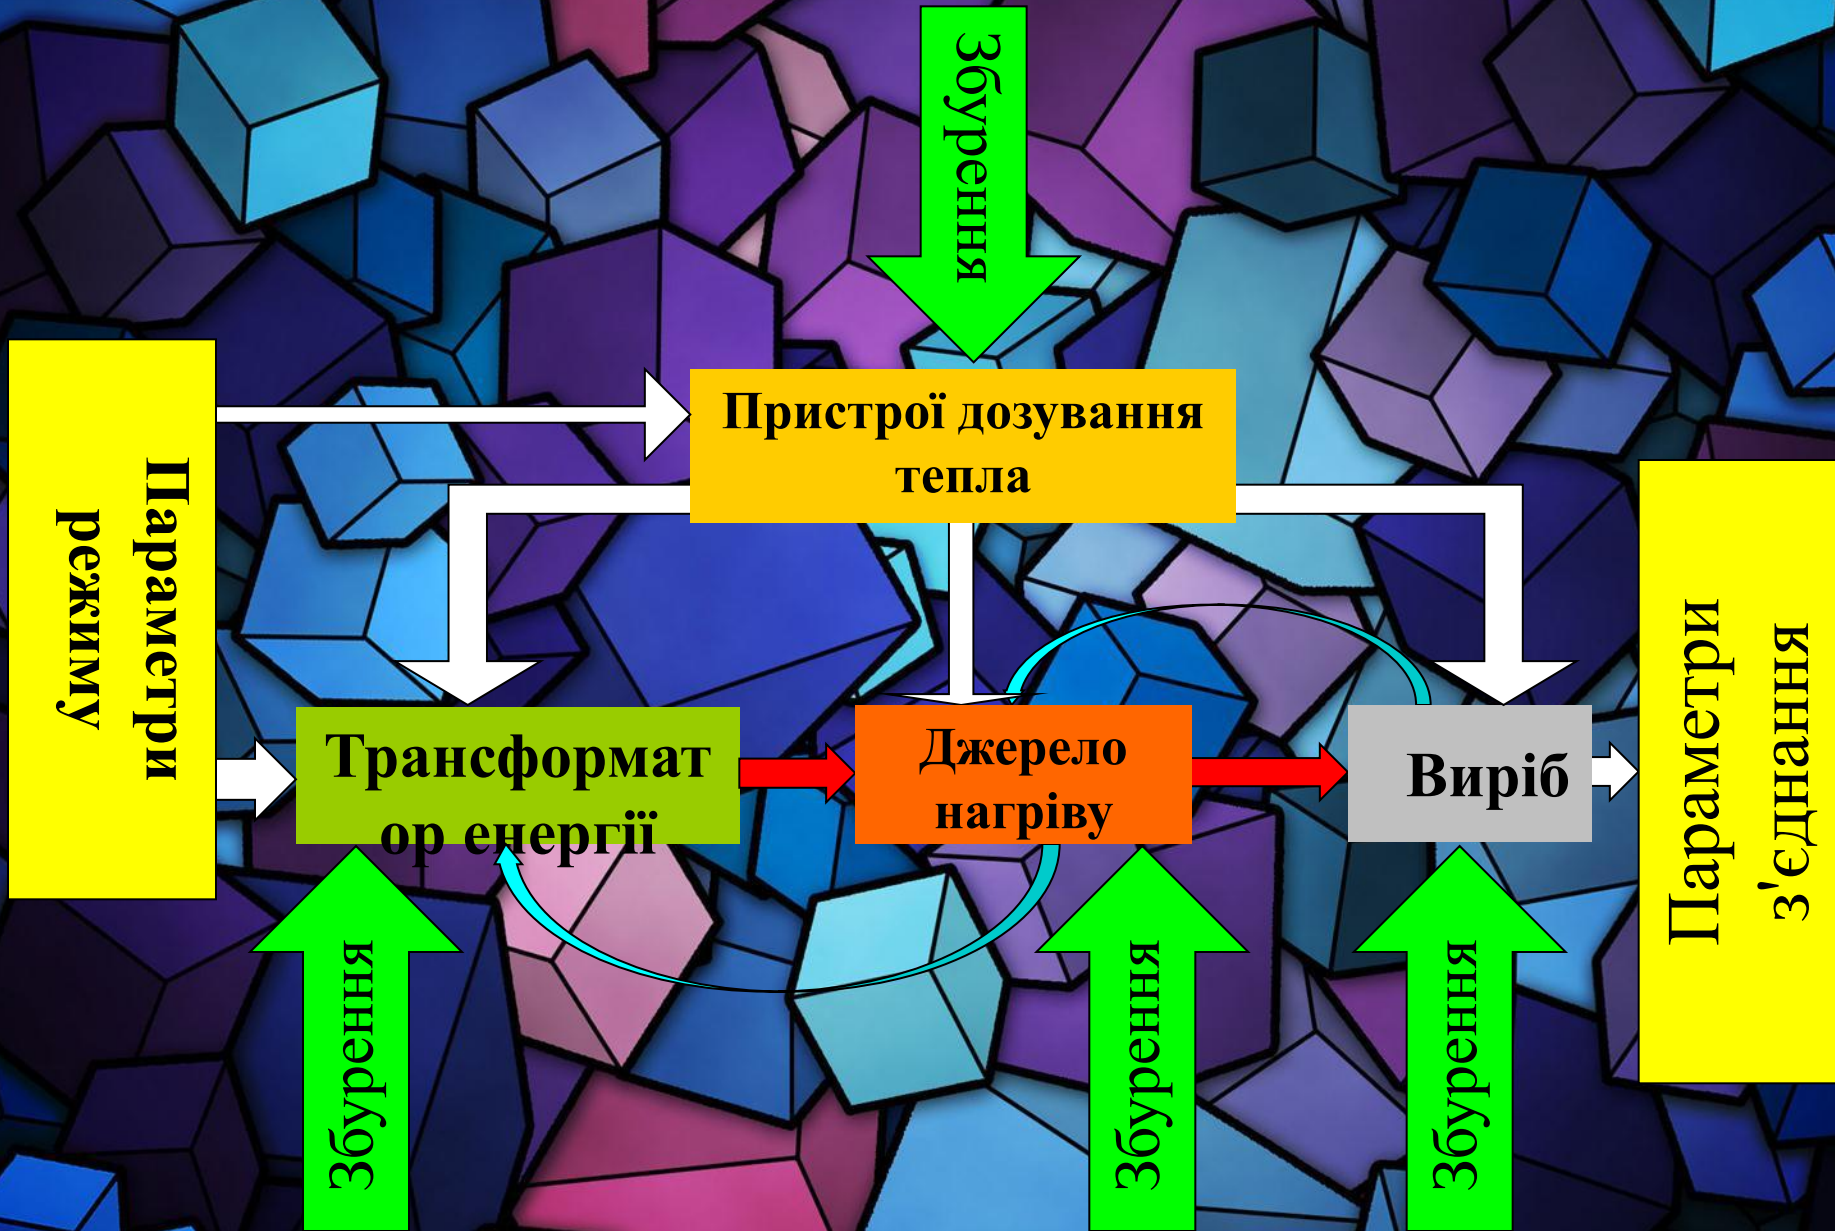 Збурення
Параметри
режиму
Пристрої дозування
тепла
Трансформат
ор енергії
Джерело
нагріву
Виріб
Параметри
з'єднання
Збурення
Збурення
Збурення